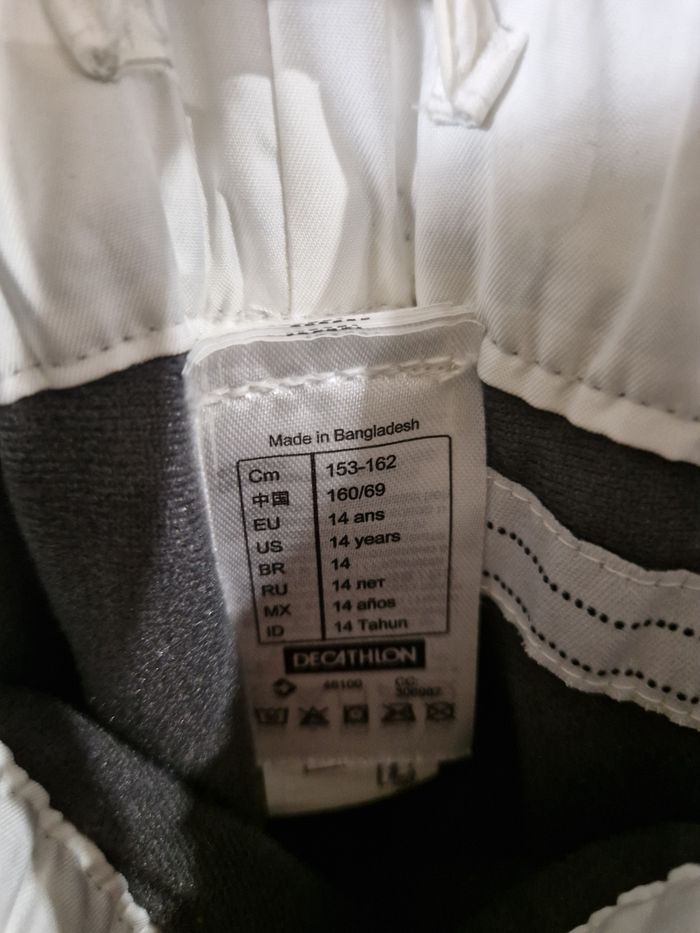 Made in Bangladesh
Cm 153-162
中国 160/69
EU 14 ans
US 14 years
BR 14
RU 14 лет
MX 14 años
ID 14 Tahun
DECATHLON
CC: